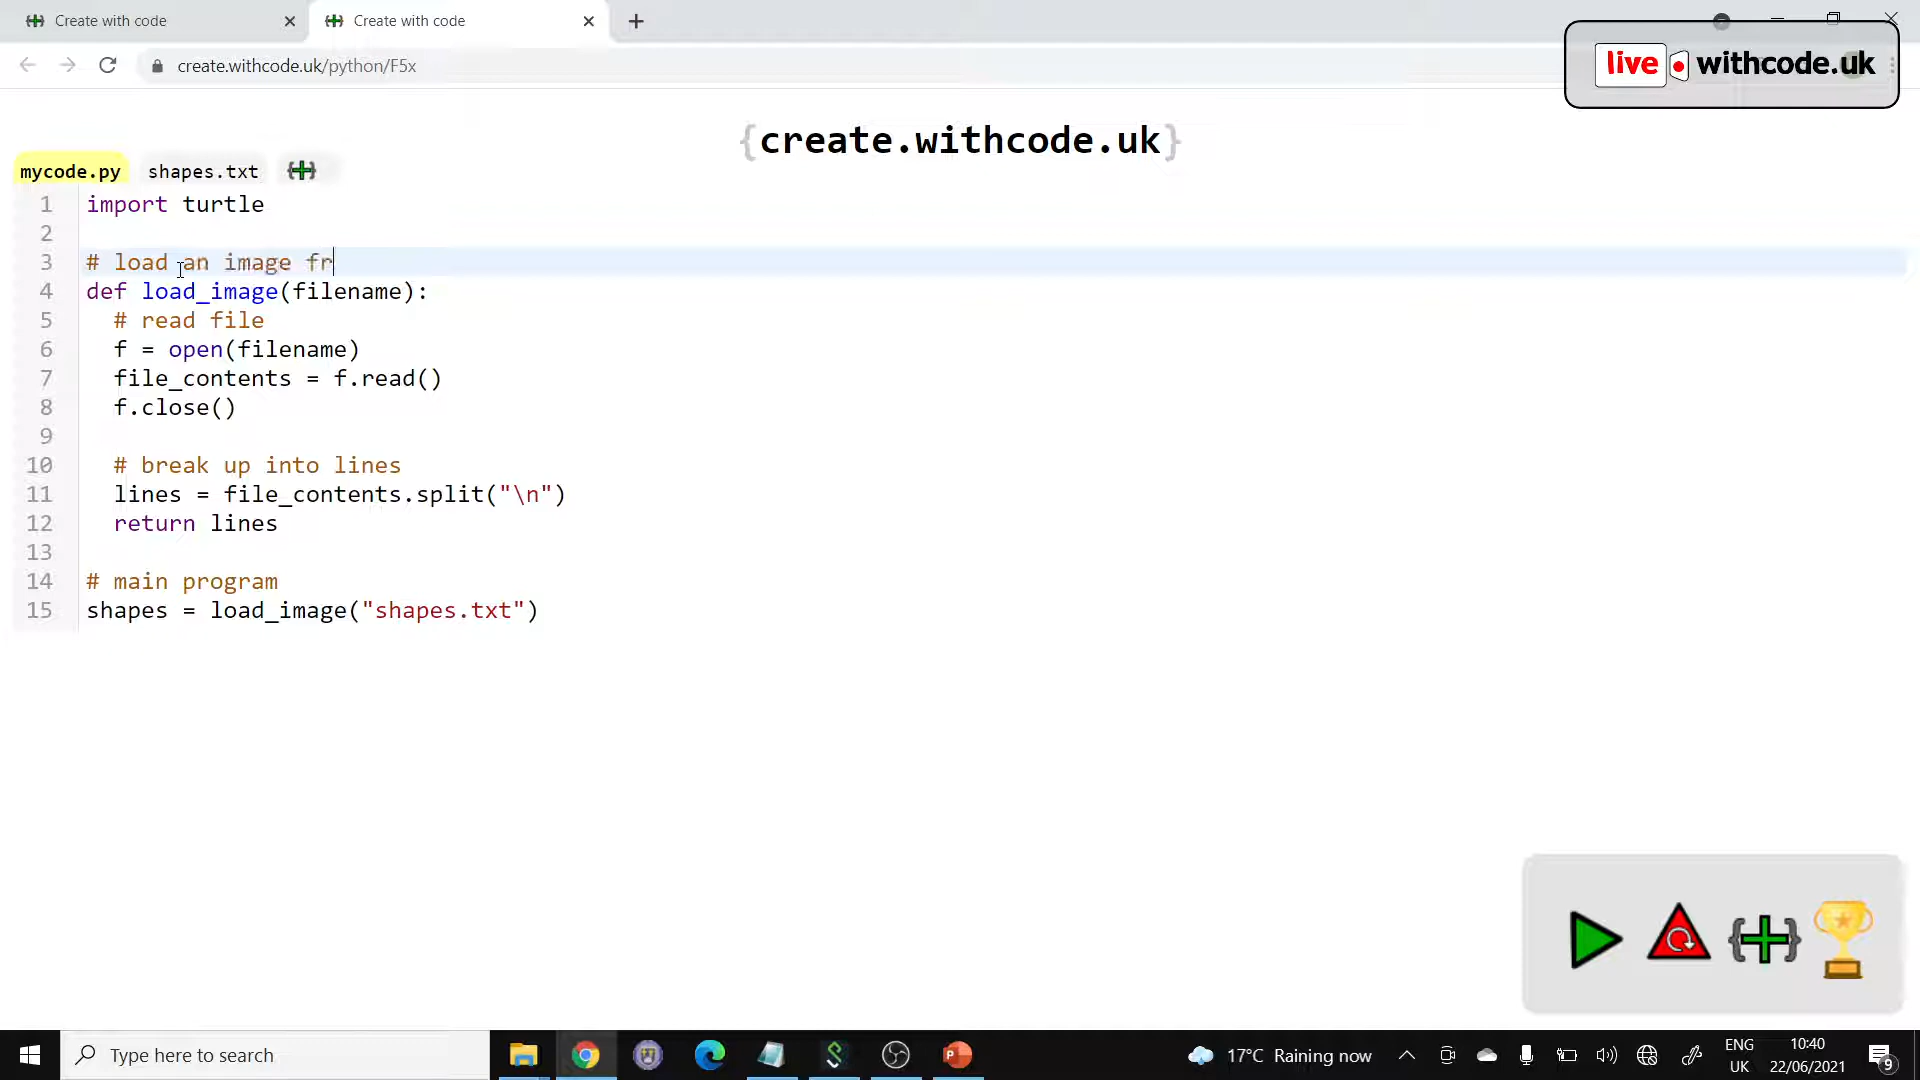 Create with code
Create with code
create.withcode.uk/python/F5x
live withcode.uk
{create.withcode.uk}
mycode.py shapes.txt {+}
1 import turtle
2
3 # load an image fr
4 def load_image(filename):
5   # read file
6   f = open(filename)
7   file_contents = f.read()
8   f.close()
9
10   # break up into lines
11   lines = file_contents.split("\n")
12   return lines
13
14 # main program
15 shapes = load_image("shapes.txt")
Type here to search
17°C Raining now
ENG
UK
10:40
22/06/2021
9